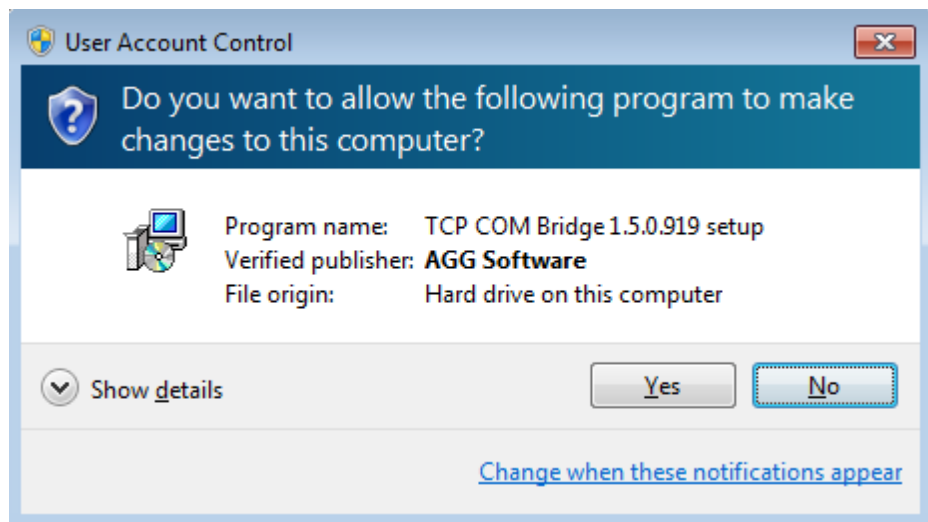 User Account Control
Do you want to allow the following program to make
changes to this computer?
Program name: TCP COM Bridge 1.5.0.919 setup
Verified publisher: AGG Software
File origin: Hard drive on this computer
Show details
Yes
No
Change when these notifications appear